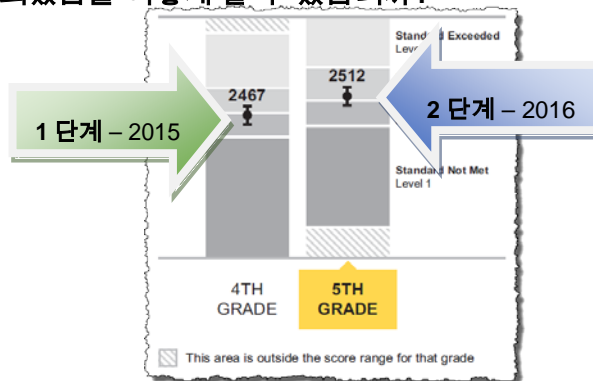 Standard Exceeded
2467
2512
1 단계 – 2015
2 단계 – 2016
Standard Not Met
Level 1
4TH
GRADE
5TH
GRADE
This area is outside the score range for that grade